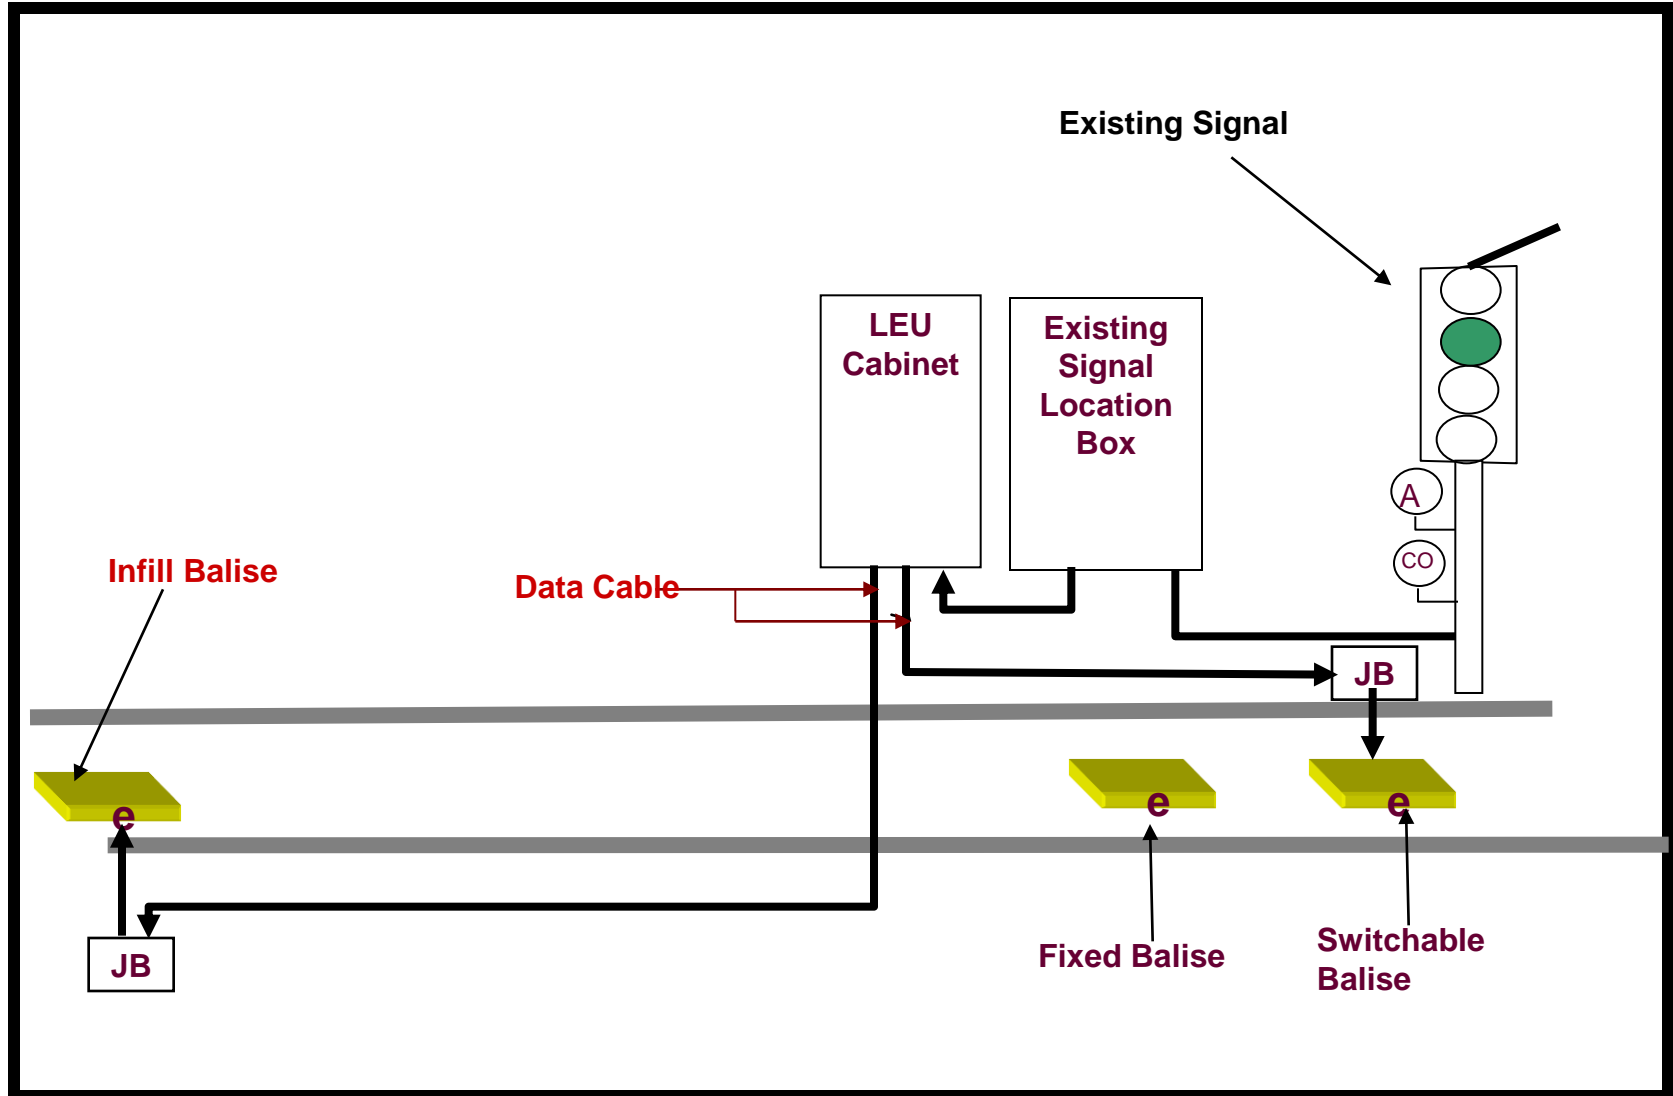 Existing Signal
LEU
Cabinet
Existing
Signal
Location
Box
A
CO
Infill Balise
Data Cable
JB
e
e
e
JB
Fixed Balise
Switchable
Balise